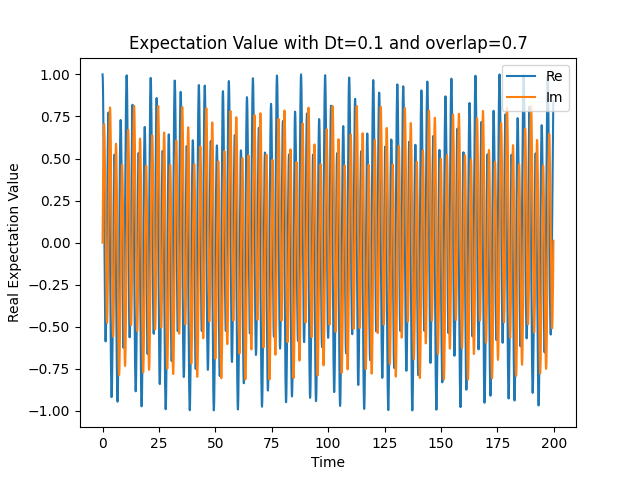 Expectation Value with Dt=0.1 and overlap=0.7
Re
Im
1.00
0.75
0.50
0.25
0.00
−0.25
−0.50
−0.75
−1.00
Real Expectation Value
0 25 50 75 100 125 150 175 200
Time